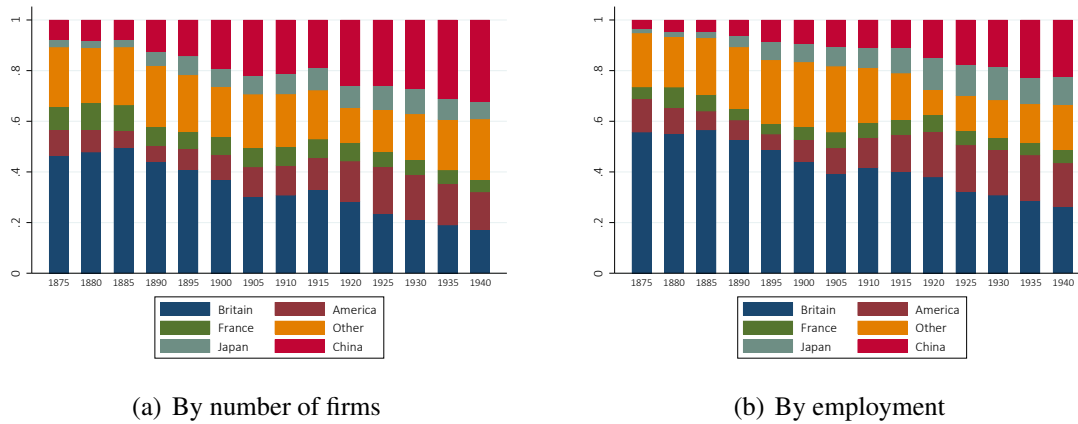 1
.8
.6
.4
.2
0
1875 1880 1885 1890 1895 1900 1905 1910 1915 1920 1925 1930 1935 1940
Britain America
France Other
Japan China
(a) By number of firms
1
.8
.6
.4
.2
0
1875 1880 1885 1890 1895 1900 1905 1910 1915 1920 1925 1930 1935 1940
Britain America
France Other
Japan China
(b) By employment